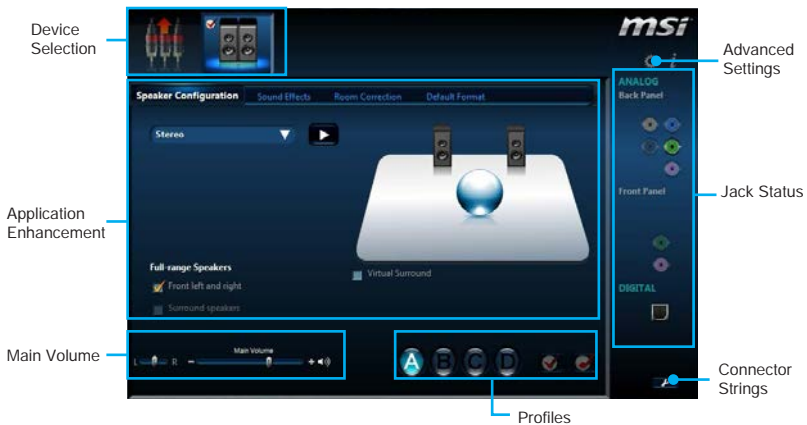 Device
Selection
msi
Advanced
Settings
ANALOG
Back Panel
Speaker Configuration
Sound Effects
Room Correction
Default Format
Stereo
Jack Status
Front Panel
Application
Enhancement
Full-range Speakers
Front left and right
Surround speakers
Virtual Surround
DIGITAL
Main Volume
Main Volume
L
R
-
+
A
B
C
D
Connector
Strings
Profiles